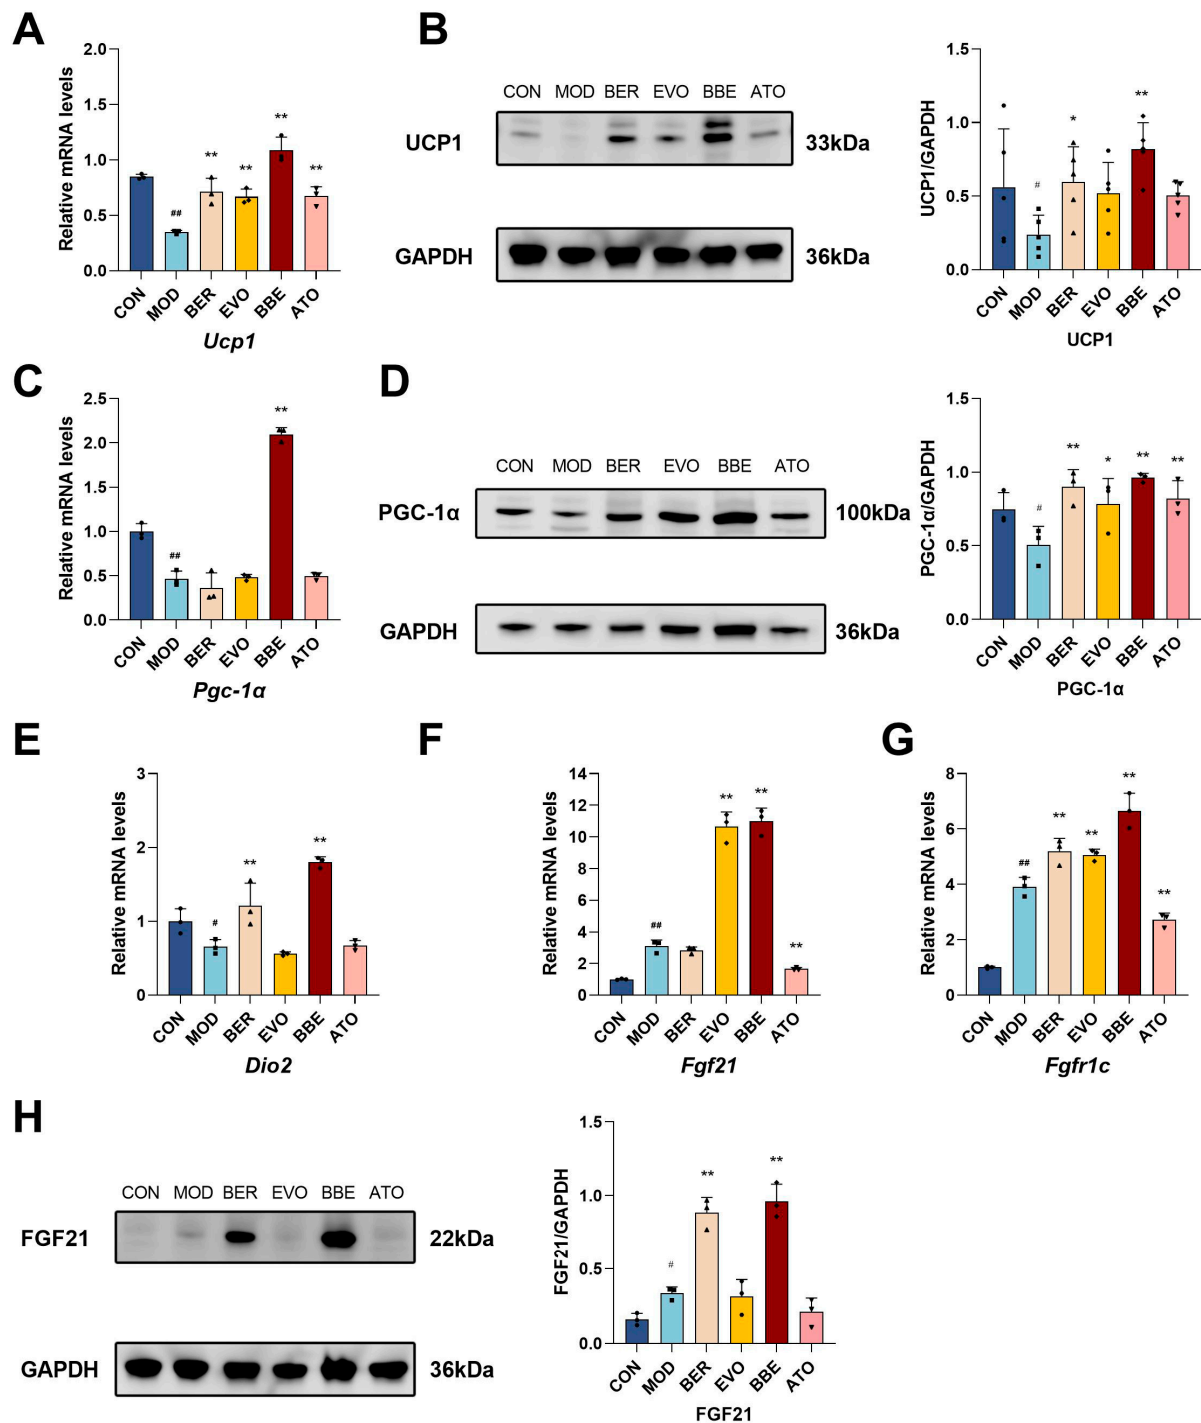 A
Relative mRNA levels
2.0
1.5
1.0
0.5
0.0
##
**
**
**
**
CON
MOD
BER
EVO
BBE
ATO
Ucp1
B
CON MOD BER EVO BBE ATO
UCP1
33kDa
GAPDH
36kDa
UCP1/GAPDH
1.5
1.0
0.5
0.0
#
*
**
CON
MOD
BER
EVO
BBE
ATO
UCP1
C
Relative mRNA levels
2.5
2.0
1.5
1.0
0.5
0.0
##
**
CON
MOD
BER
EVO
BBE
ATO
Pgc-1α
D
CON MOD BER EVO BBE ATO
PGC-1α
100kDa
GAPDH
36kDa
PGC-1α/GAPDH
1.5
1.0
0.5
0.0
#
**
*
**
**
CON
MOD
BER
EVO
BBE
ATO
PGC-1α
E
Relative mRNA levels
3
2
1
0
#
**
**
CON
MOD
BER
EVO
BBE
ATO
Dio2
F
Relative mRNA levels
14
12
10
8
6
4
2
0
##
**
**
**
CON
MOD
BER
EVO
BBE
ATO
Fgf21
G
Relative mRNA levels
8
6
4
2
0
##
**
**
**
**
CON
MOD
BER
EVO
BBE
ATO
Fgfr1c
H
CON MOD BER EVO BBE ATO
FGF21
22kDa
GAPDH
36kDa
FGF21/GAPDH
1.5
1.0
0.5
0.0
#
**
**
CON
MOD
BER
EVO
BBE
ATO
FGF21